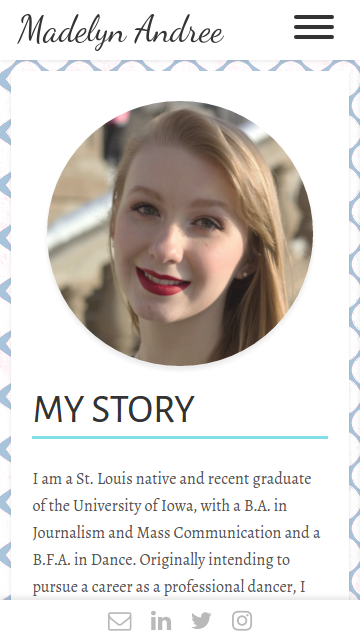 Madelyn Andree
MY STORY
I am a St. Louis native and recent graduate
of the University of Iowa, with a B.A. in
Journalism and Mass Communication and a
B.F.A. in Dance. Originally intending to
pursue a career as a professional dancer, I